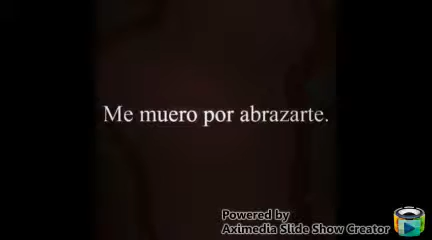 Me muero por abrazarte.
Powered by
Aximedia Slide Show Creator